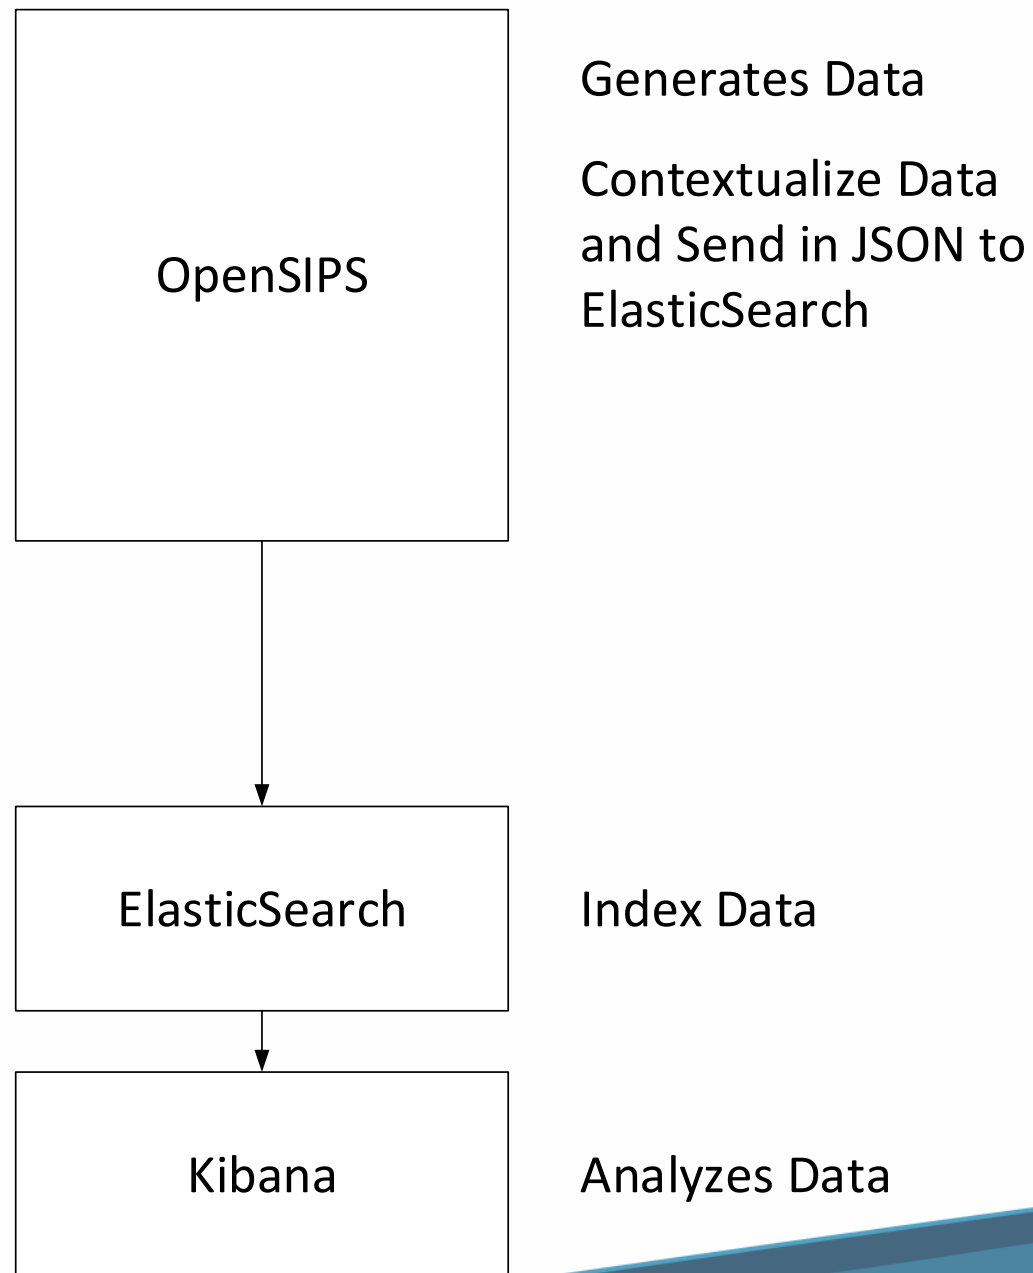 Generates Data
Contextualize Data
and Send in JSON to
ElasticSearch
OpenSIPS
ElasticSearch
Index Data
Kibana
Analyzes Data